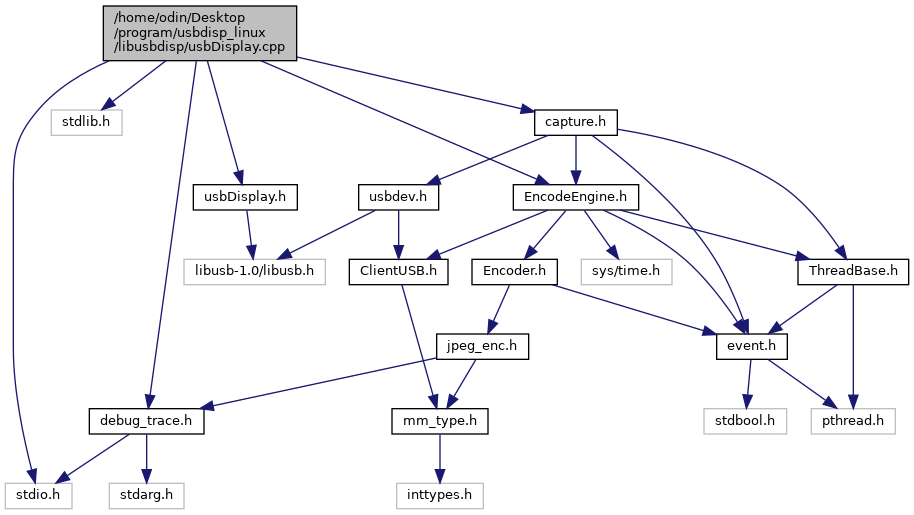 /home/odin/Desktop
/program/usbdisp_linux
/libusbdisp/usbDisplay.cpp
stdlib.h
capture.h
usbDisplay.h
usbdev.h
EncodeEngine.h
libusb-1.0/libusb.h
ClientUSB.h
Encoder.h
sys/time.h
ThreadBase.h
jpeg_enc.h
event.h
debug_trace.h
mm_type.h
stdbool.h
pthread.h
stdio.h
stdarg.h
inttypes.h